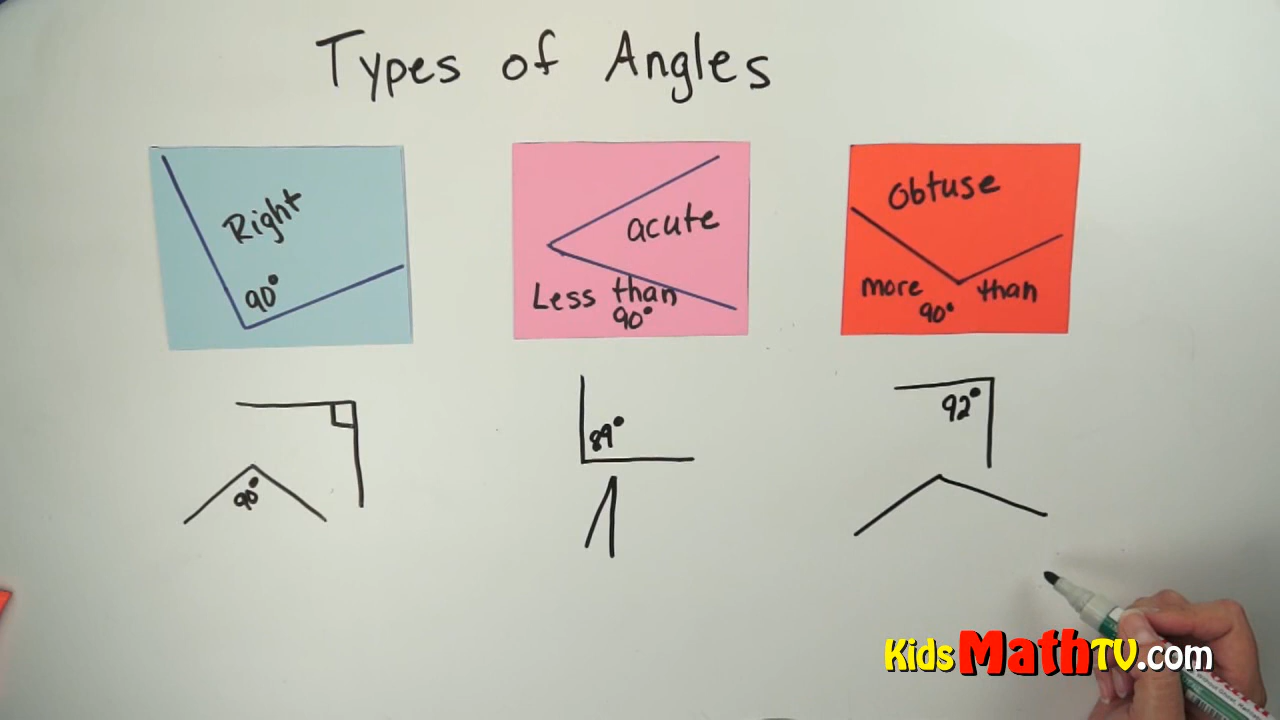 Types of Angles
Right
90°
acute
Less than
90°
Obtuse
more than
90°
90°
89°
92°
KidsMathTV.com